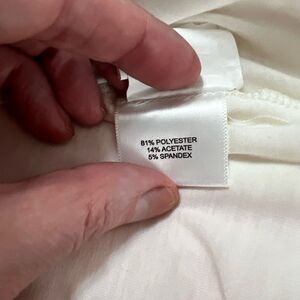 81% POLYESTER
14% ACETATE
5% SPANDEX